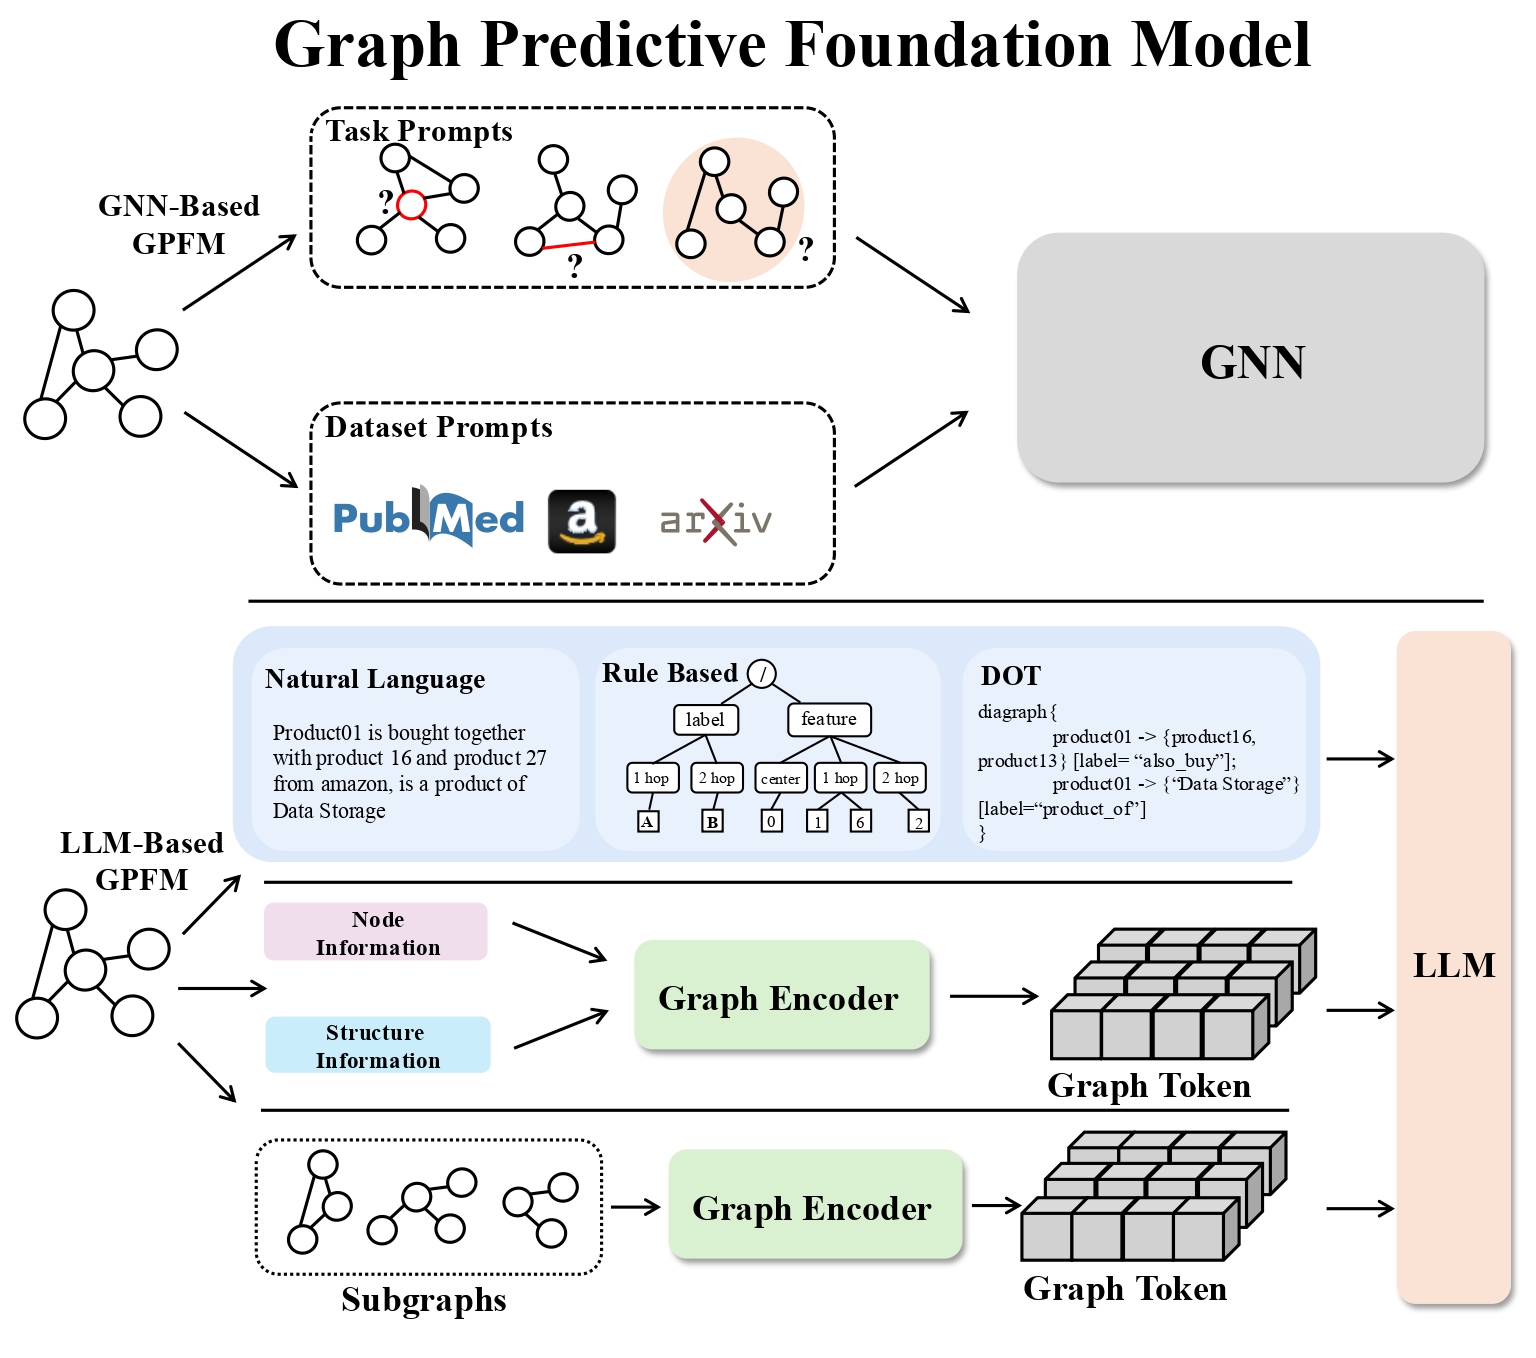 Graph Predictive Foundation Model
GNN-Based
GPFM
Task Prompts
?
?
?
Dataset Prompts
PubMed
a
arXiv
GNN
LLM-Based
GPFM
Natural Language
Product01 is bought together
with product 16 and product 27
from amazon, is a product of
Data Storage
Rule Based
/
label
feature
1 hop
2 hop
center
1 hop
2 hop
A
B
0
1
6
2
DOT
diagraph{
product01 -> {product16,
product13} [label= “also_buy”];
product01 -> {“Data Storage”}
[label=“product_of”]
}
Node
Information
Structure
Information
Graph Encoder
Graph Token
Subgraphs
Graph Encoder
Graph Token
LLM